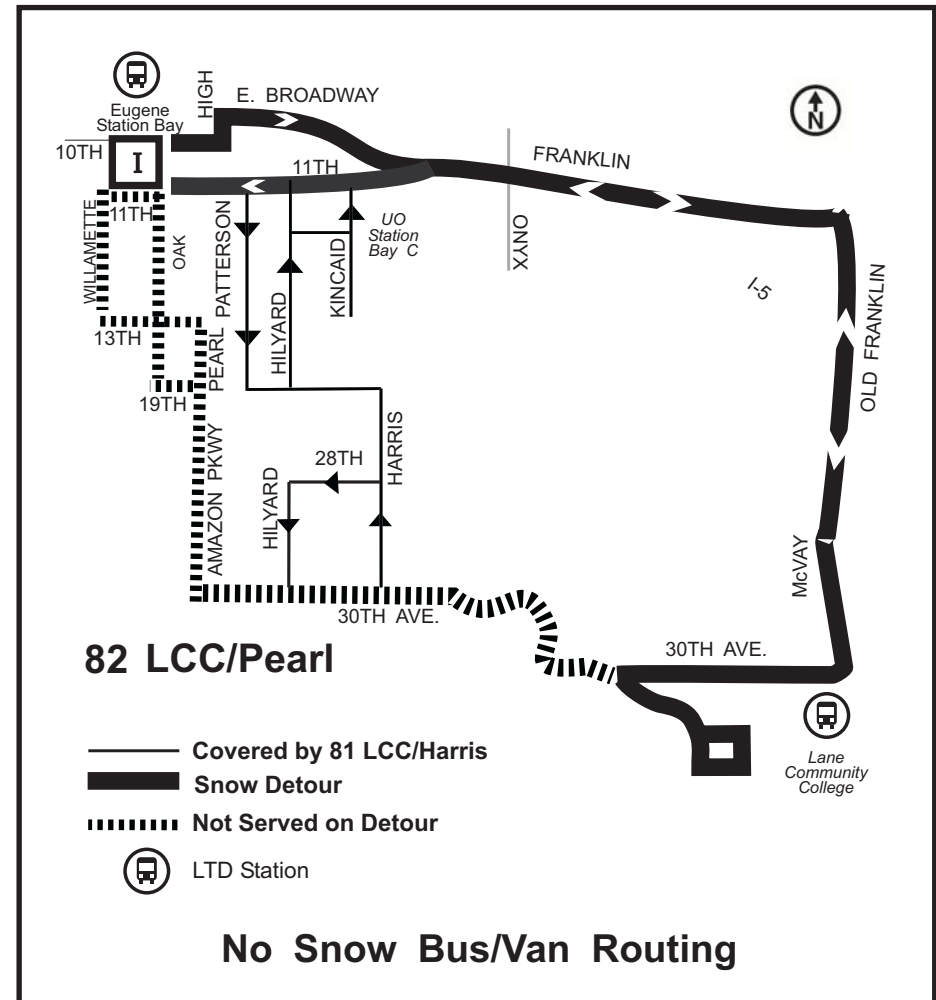 HIGH
E. BROADWAY
Eugene
Station Bay
N
10TH
I
11TH
FRANKLIN
11TH
WILLAMETTE
OAK
PATTERSON
HILYARD
KINCAID
UO
Station
Bay C
ONYX
I-5
OLD FRANKLIN
13TH
PEARL
19TH
AMAZON PKWY
28TH
HILYARD
HARRIS
McVAY
30TH AVE.
30TH AVE.
82 LCC/Pearl
Lane
Community
College
Covered by 81 LCC/Harris
Snow Detour
Not Served on Detour
LTD Station
No Snow Bus/Van Routing